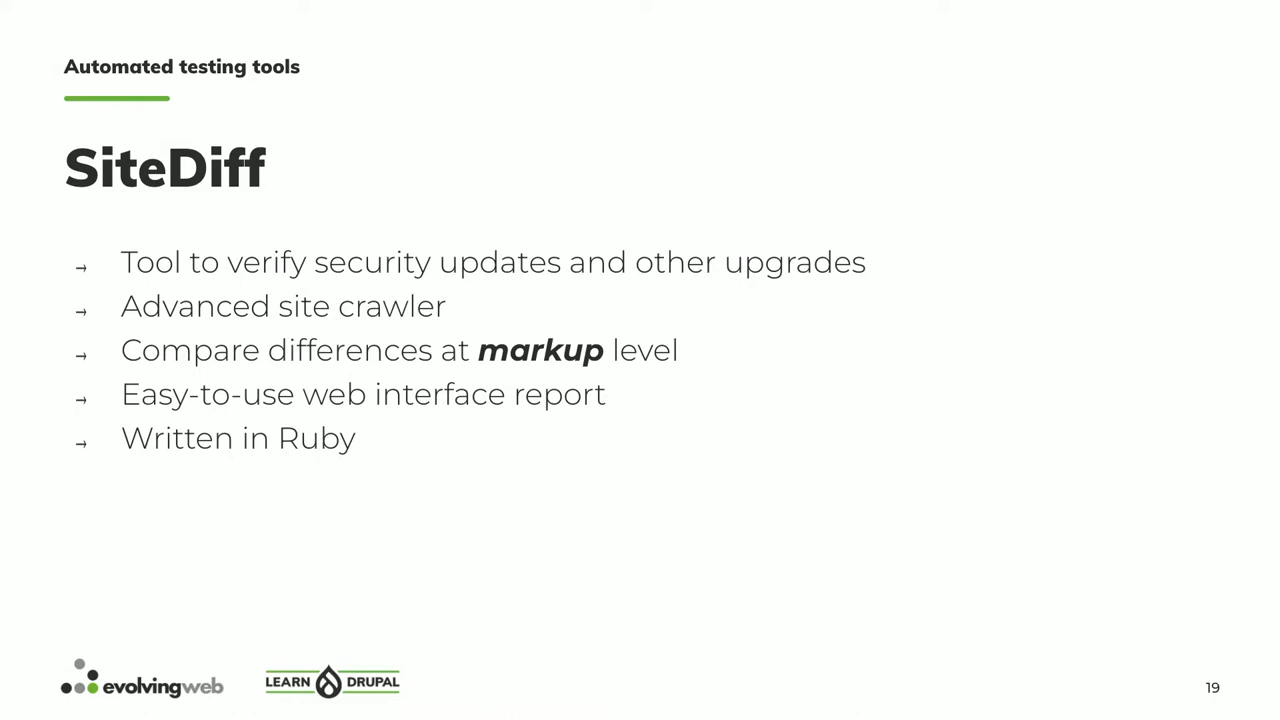 Automated testing tools
SiteDiff
→ Tool to verify security updates and other upgrades
→ Advanced site crawler
→ Compare differences at markup level
→ Easy-to-use web interface report
→ Written in Ruby
evolvingweb
LEARN DRUPAL
19